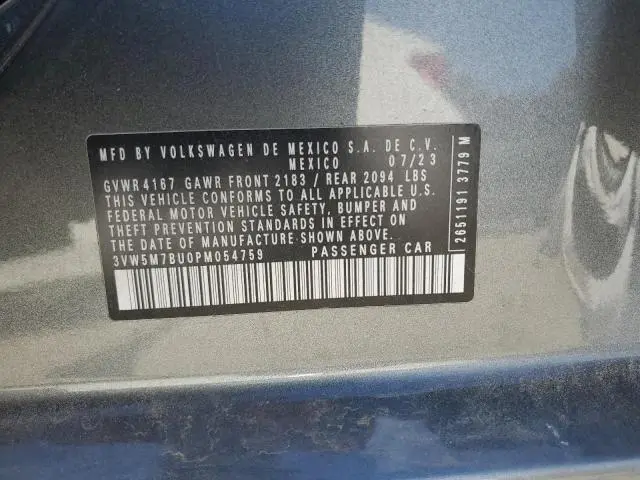 MFD BY VOLKSWAGEN DE MEXICO S.A. DE C.V.
MEXICO 07/23
GVWR 4167 GAWR FRONT 2183 / REAR 2094 LBS
THIS VEHICLE CONFORMS TO ALL APPLICABLE U.S.
FEDERAL MOTOR VEHICLE SAFETY, BUMPER AND
THEFT PREVENTION STANDARDS IN EFFECT ON
THE DATE OF MANUFACTURE SHOWN ABOVE.
3VW5M7BU0PM054759 PASSENGER CAR
26511191 3779 M